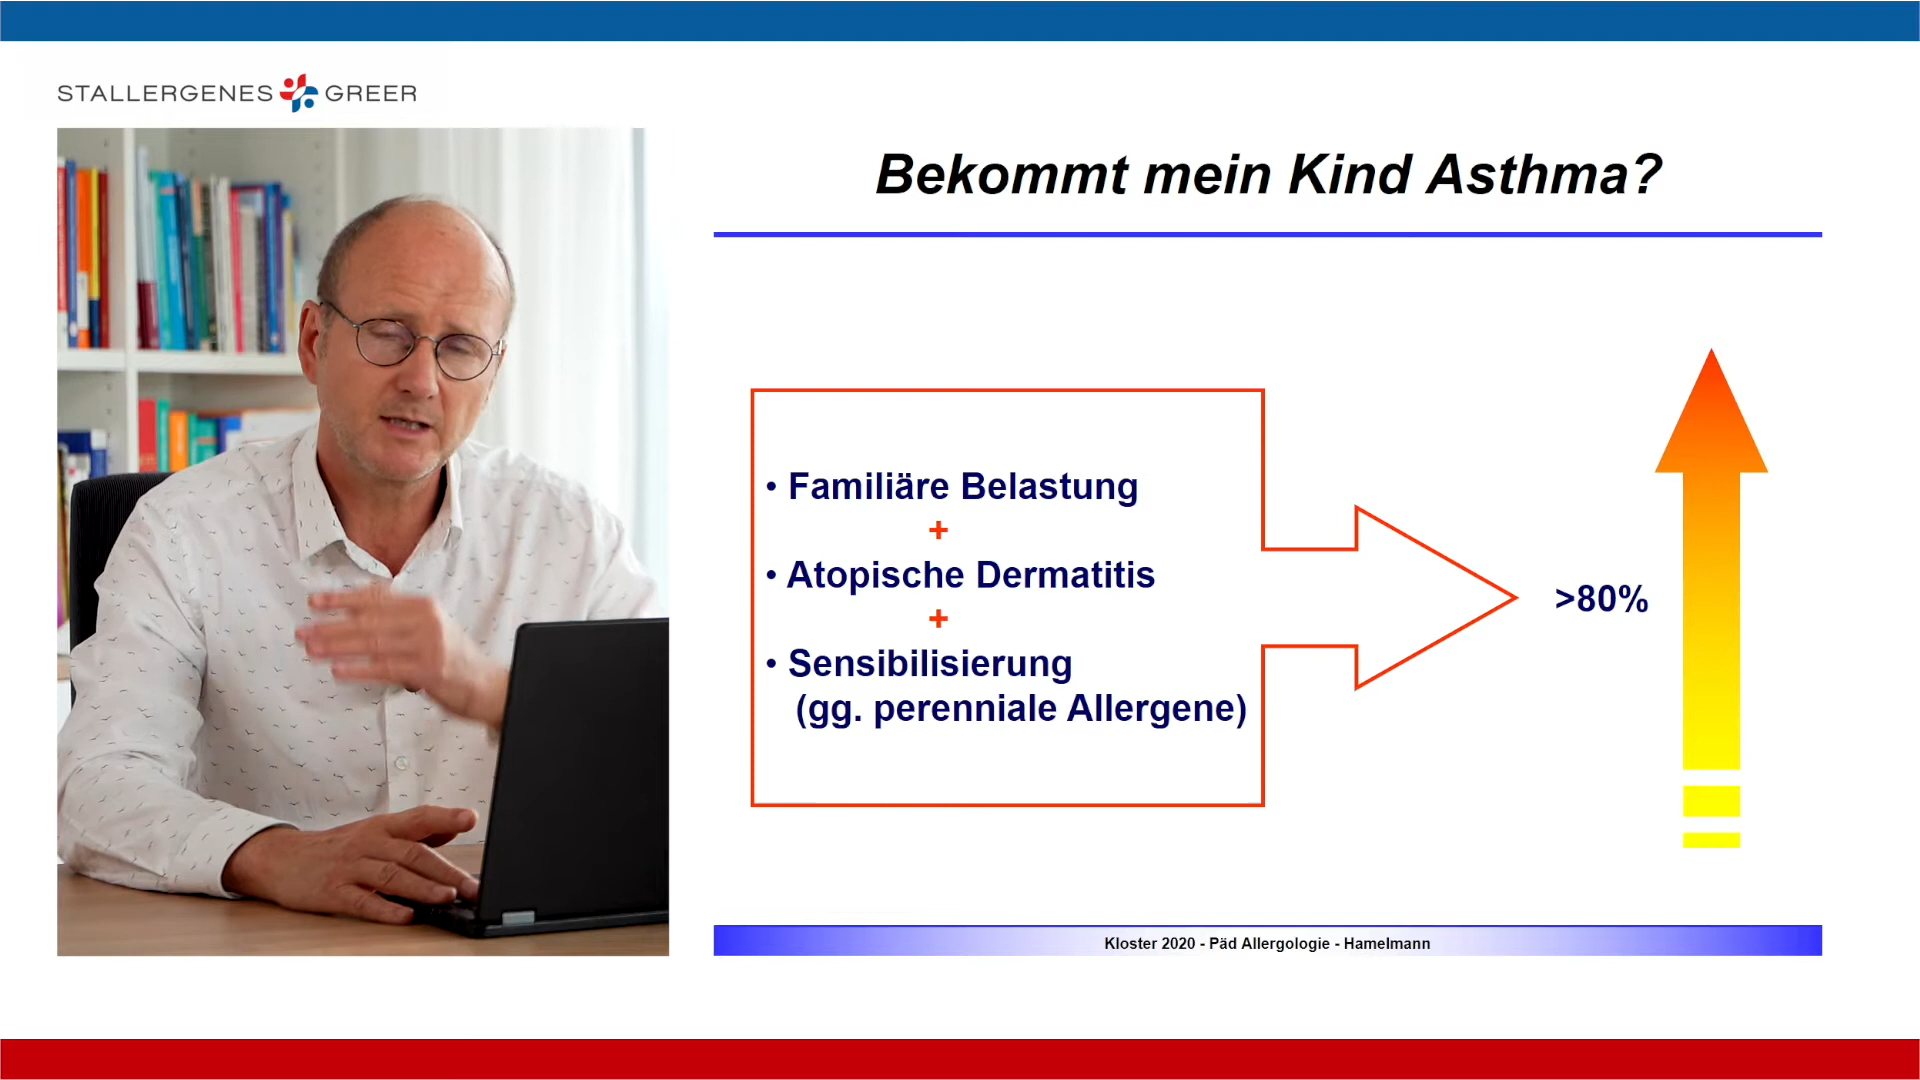 STALLERGENES GREER
Bekommt mein Kind Asthma?
• Familiäre Belastung
+
• Atopische Dermatitis
+
• Sensibilisierung
(gg. perenniale Allergene)
>80%
Kloster 2020 - Päd Allergologie - Hamelmann